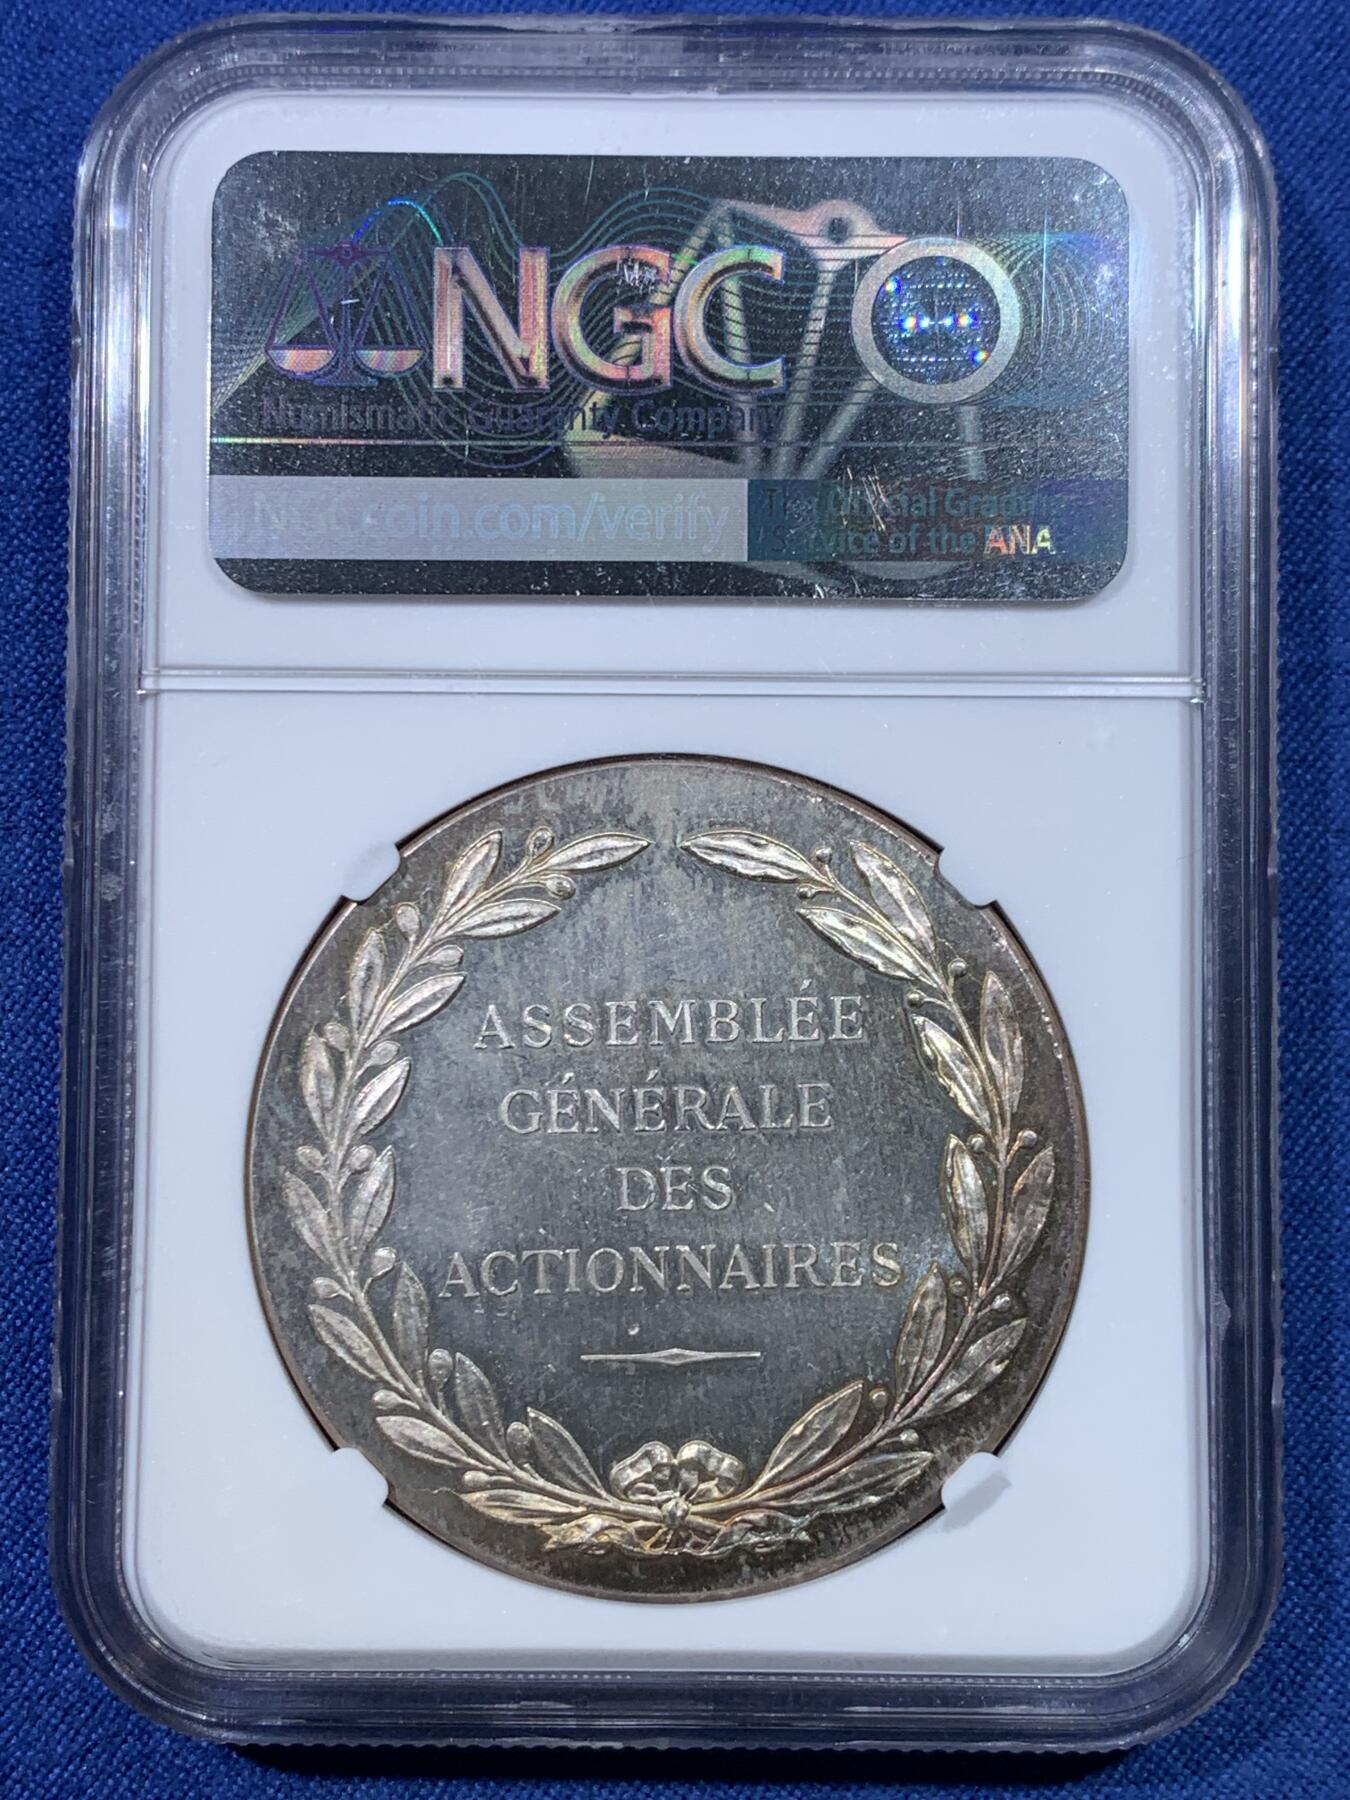 NGC
Numismatic Guaranty Company
NGCcoin.com/verify
The Official Grading
Service of the ANA
ASSEMBLÉE
GÉNÉRALE
DES
ACTIONNAIRES